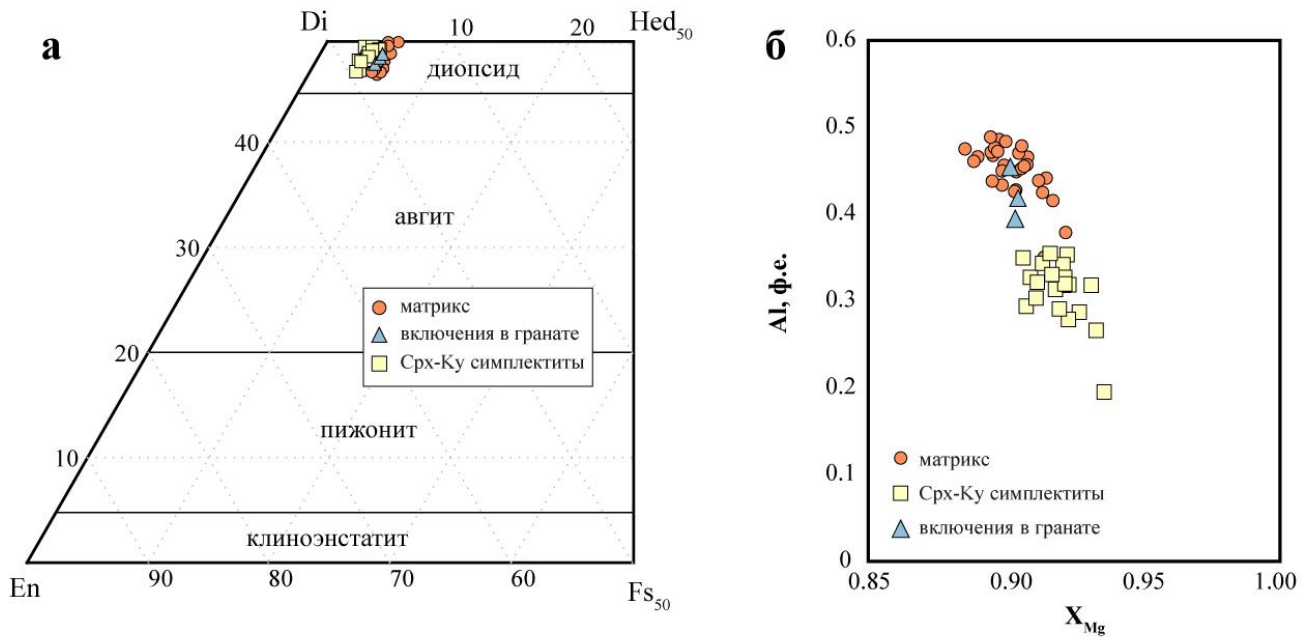 а
Di
10
20
Hed50
диопсид
40
авгит
30
матрикс
включения в гранате
Cpx-Ky симплектиты
20
пижонит
10
клиноэнстатит
En
90
80
70
60
Fs50
б
0.6
0.5
0.4
Al, ф.е.
0.3
0.2
0.1
0
матрикс
Cpx-Ky симплектиты
включения в гранате
0.85
0.90
0.95
1.00
XMg